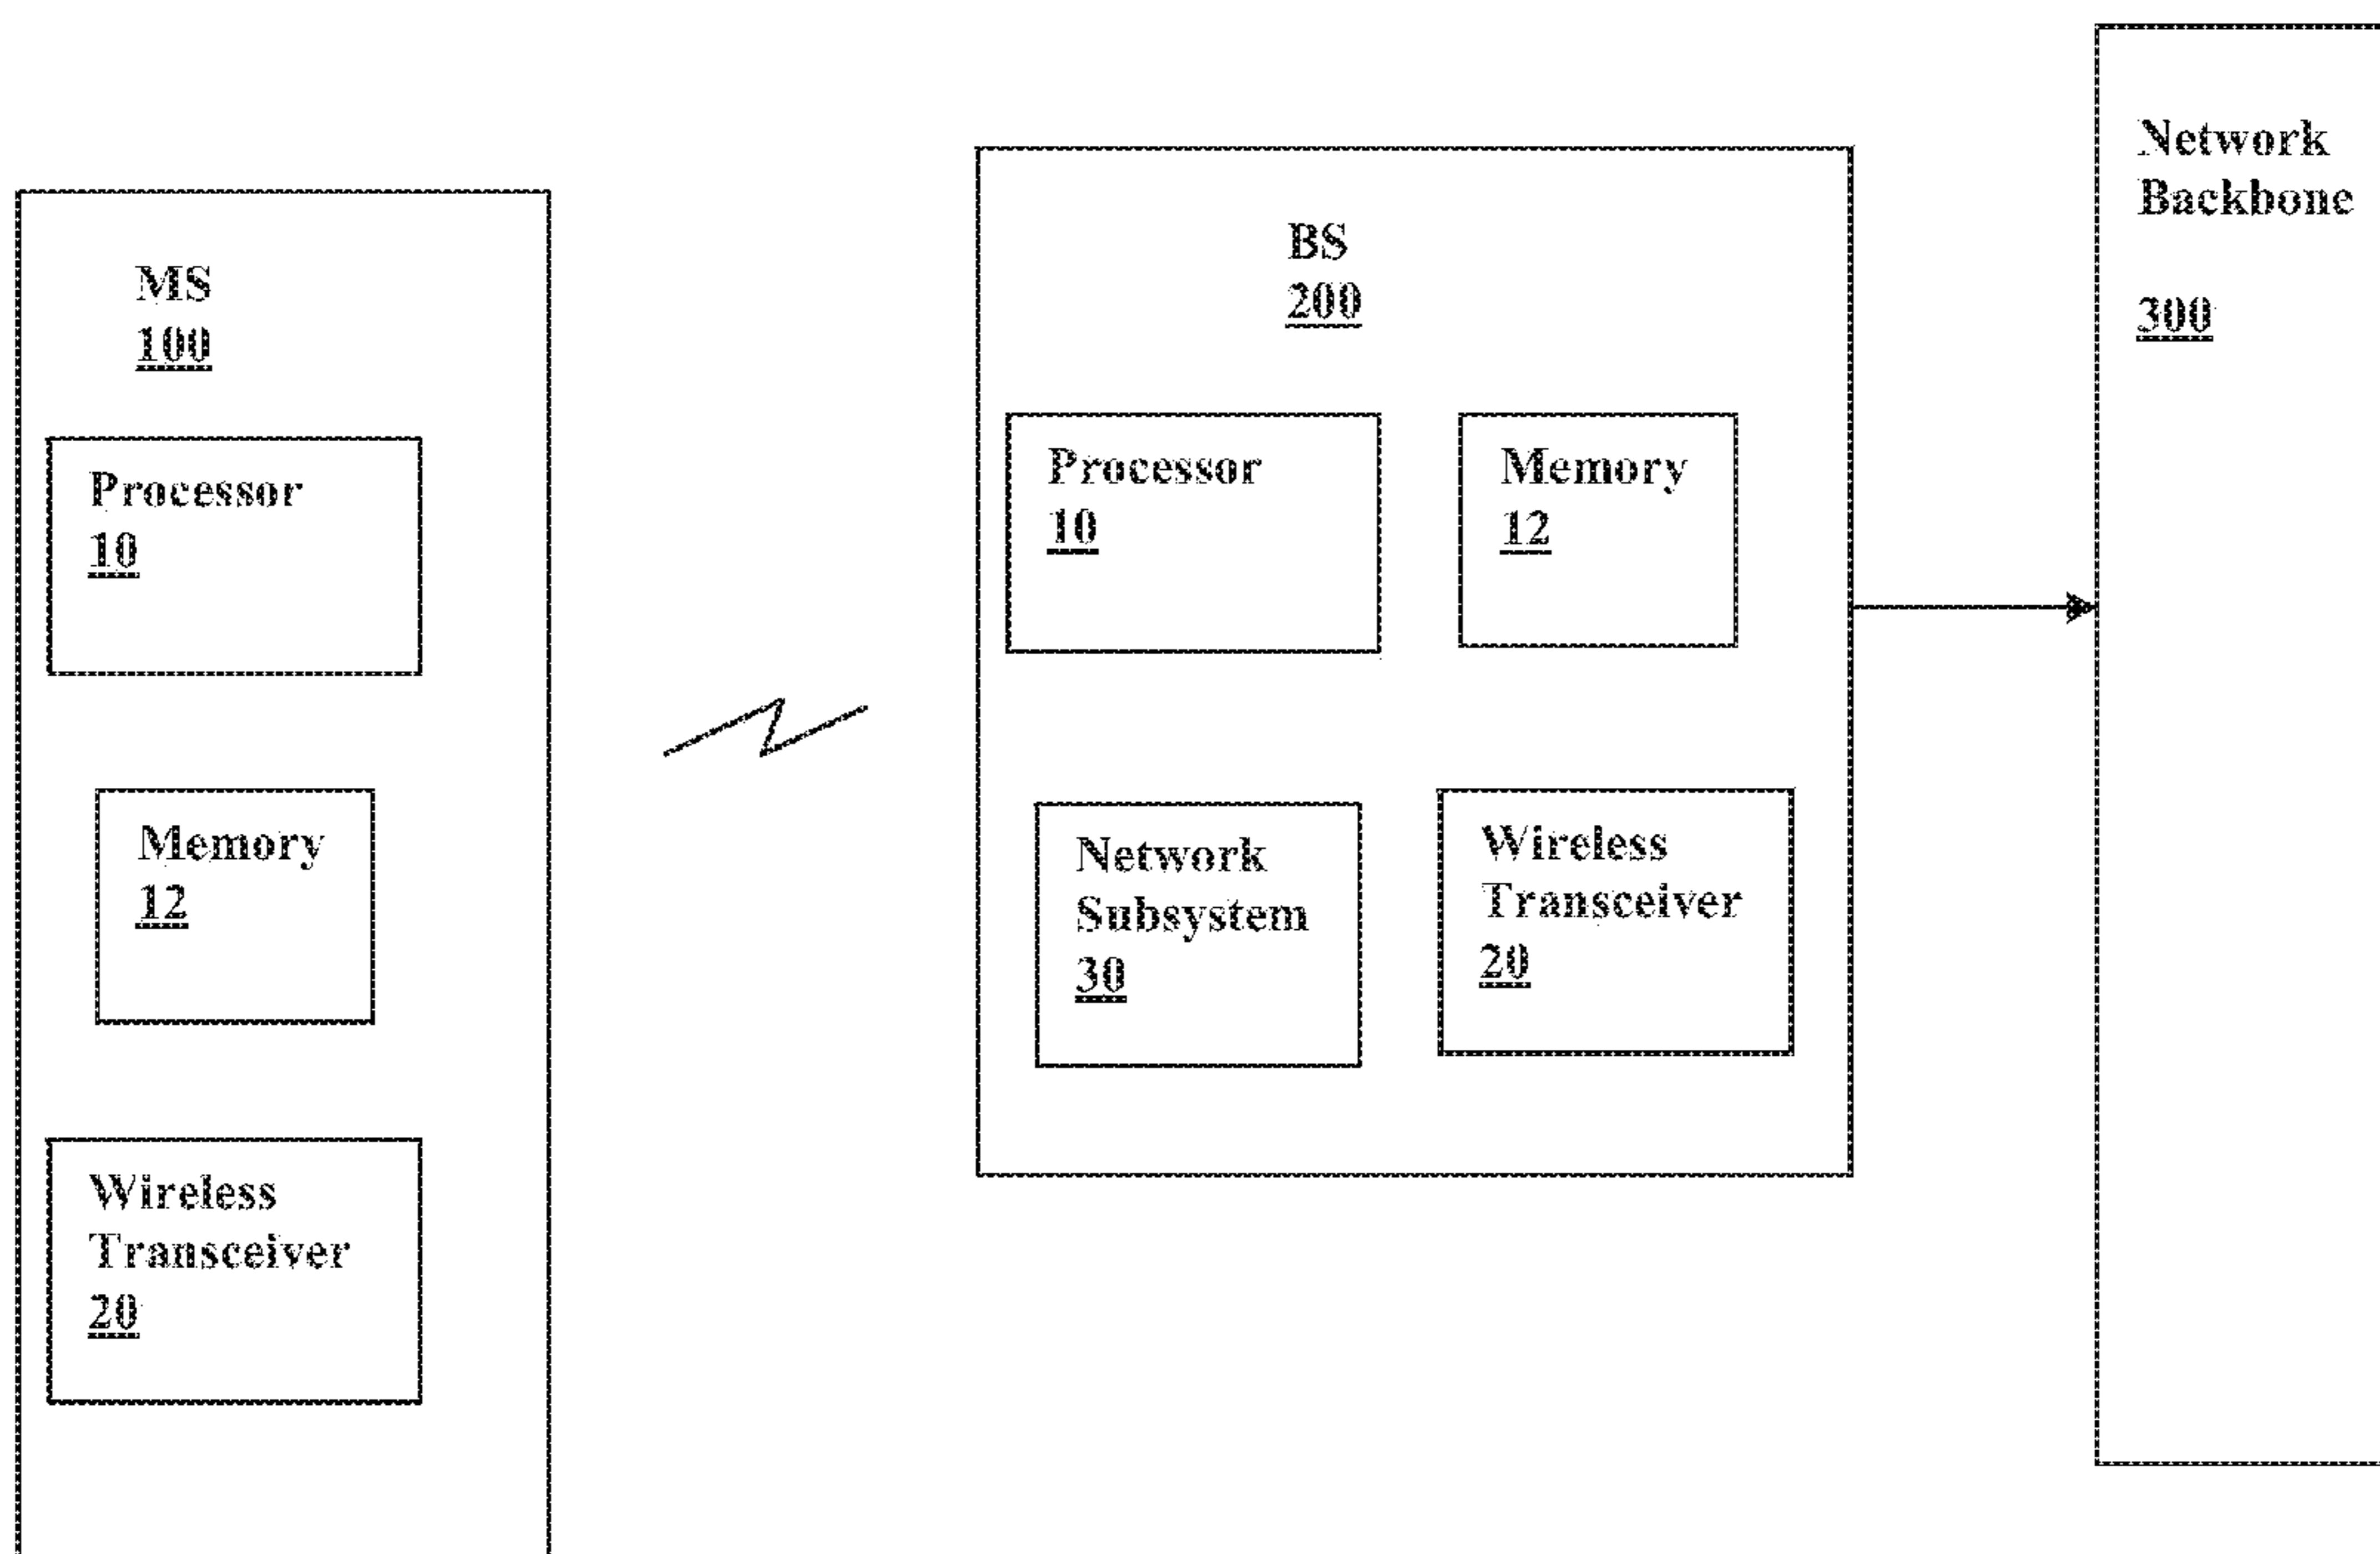 MS
100
Processor
10
Memory
12
Wireless
Transceiver
20
BS
200
Processor
10
Memory
12
Network
Subsystem
30
Wireless
Transceiver
20
Network
Backbone
300